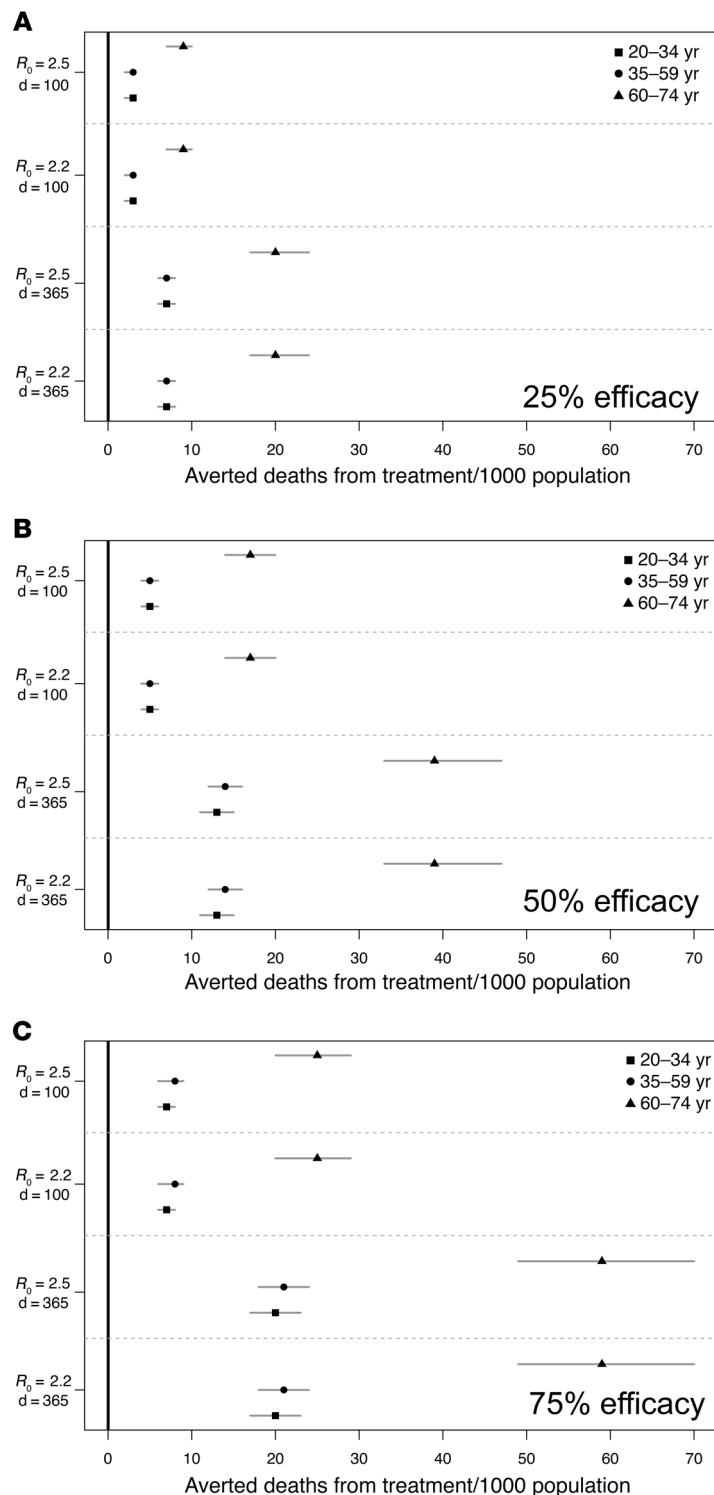 A
R0 = 2.5
d = 100
R0 = 2.2
d = 100
R0 = 2.5
d = 365
R0 = 2.2
d = 365
20–34 yr
35–59 yr
60–74 yr
25% efficacy
0 10 20 30 40 50 60 70
Averted deaths from treatment/1000 population
B
R0 = 2.5
d = 100
R0 = 2.2
d = 100
R0 = 2.5
d = 365
R0 = 2.2
d = 365
20–34 yr
35–59 yr
60–74 yr
50% efficacy
0 10 20 30 40 50 60 70
Averted deaths from treatment/1000 population
C
R0 = 2.5
d = 100
R0 = 2.2
d = 100
R0 = 2.5
d = 365
R0 = 2.2
d = 365
20–34 yr
35–59 yr
60–74 yr
75% efficacy
0 10 20 30 40 50 60 70
Averted deaths from treatment/1000 population